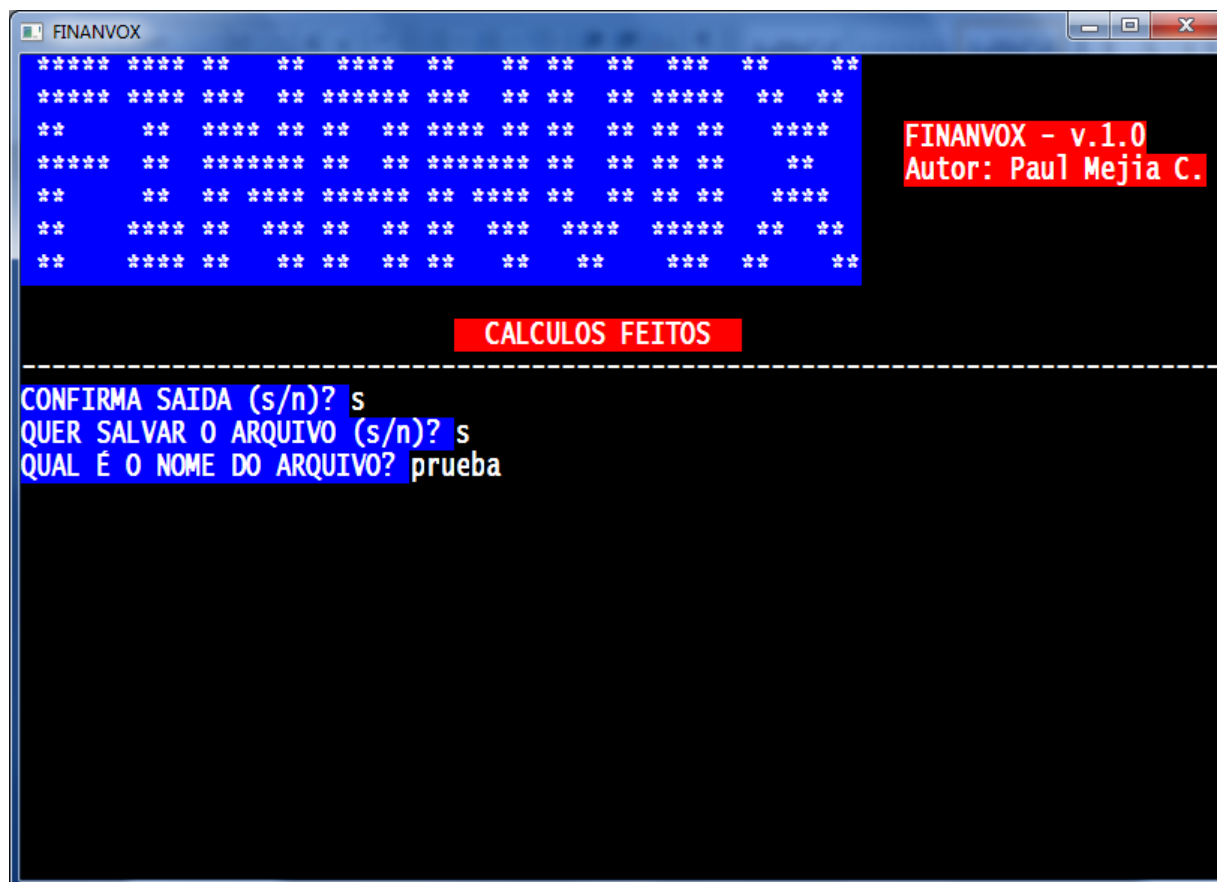 FINANVOX
***** **** **    **   ****   **    ** **   **   ***   **     **
***** **** ***   ** ****** ***   ** **   ** *****   **  **
**      **   **** ** **   ** **** ** **   ** ** **    ****
*****   **   ******* **   ** ******* **   ** ** **     **
**      **   ** **** ****** ** **** **   ** ** **    ****
**     **** **   *** **   ** **   ***   ****   *****   **  **
**     **** **    ** **   ** **    **    **     ***   **     **
FINANVOX - v.1.0
Autor: Paul Mejia C.
CALCULOS FEITOS
--------------------------------------------------------------------------------
CONFIRMA SAIDA (s/n)? s
QUER SALVAR O ARQUIVO (s/n)? s
QUAL É O NOME DO ARQUIVO? prueba